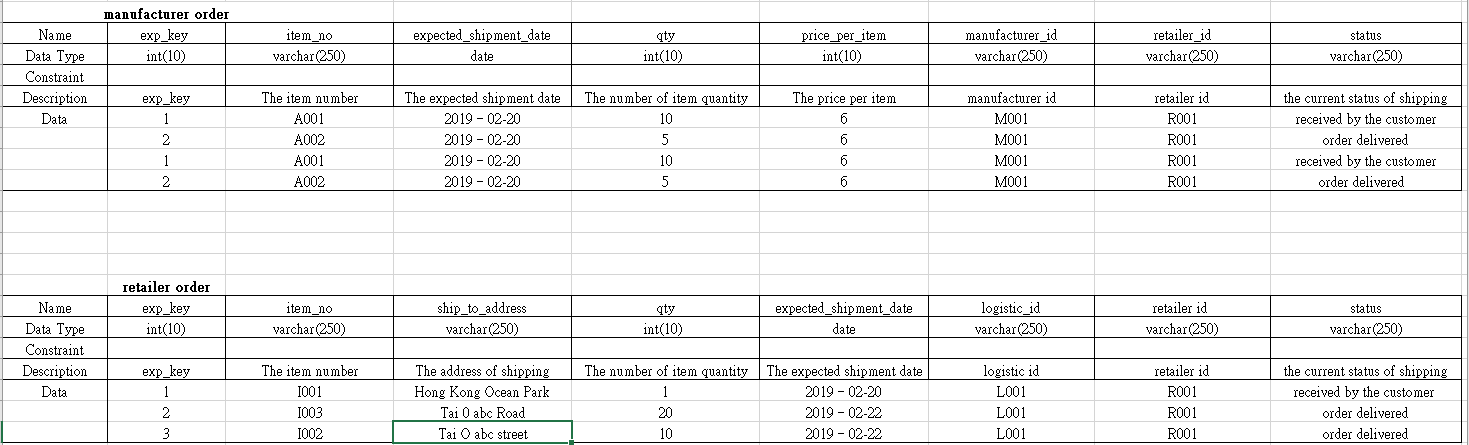 manufacturer order
Name exp_key item_no expected_shipment_date qty price_per_item manufacturer_id retailer_id status
Data Type int(10) varchar(250) date int(10) int(10) varchar(250) varchar(250) varchar(250)
Constraint
Description exp_key The item number The expected shipment date The number of item quantity The price per item manufacturer id retailer id the current status of shipping
Data 1 A001 2019 - 02-20 10 6 M001 R001 received by the customer
2 A002 2019 - 02-20 5 6 M001 R001 order delivered
1 A001 2019 - 02-20 10 6 M001 R001 received by the customer
2 A002 2019 - 02-20 5 6 M001 R001 order delivered
retailer order
Name exp_key item_no ship_to_address qty expected_shipment_date logistic_id retailer id status
Data Type int(10) varchar(250) varchar(250) int(10) date varchar(250) varchar(250) varchar(250)
Constraint
Description exp_key The item number The address of shipping The number of item quantity The expected shipment date logistic id retailer id the current status of shipping
Data 1 I001 Hong Kong Ocean Park 1 2019 - 02-20 L001 R001 received by the customer
2 I003 Tai 0 abc Road 20 2019 - 02-22 L001 R001 order delivered
3 I002 Tai O abc street 10 2019 - 02-22 L001 R001 order delivered